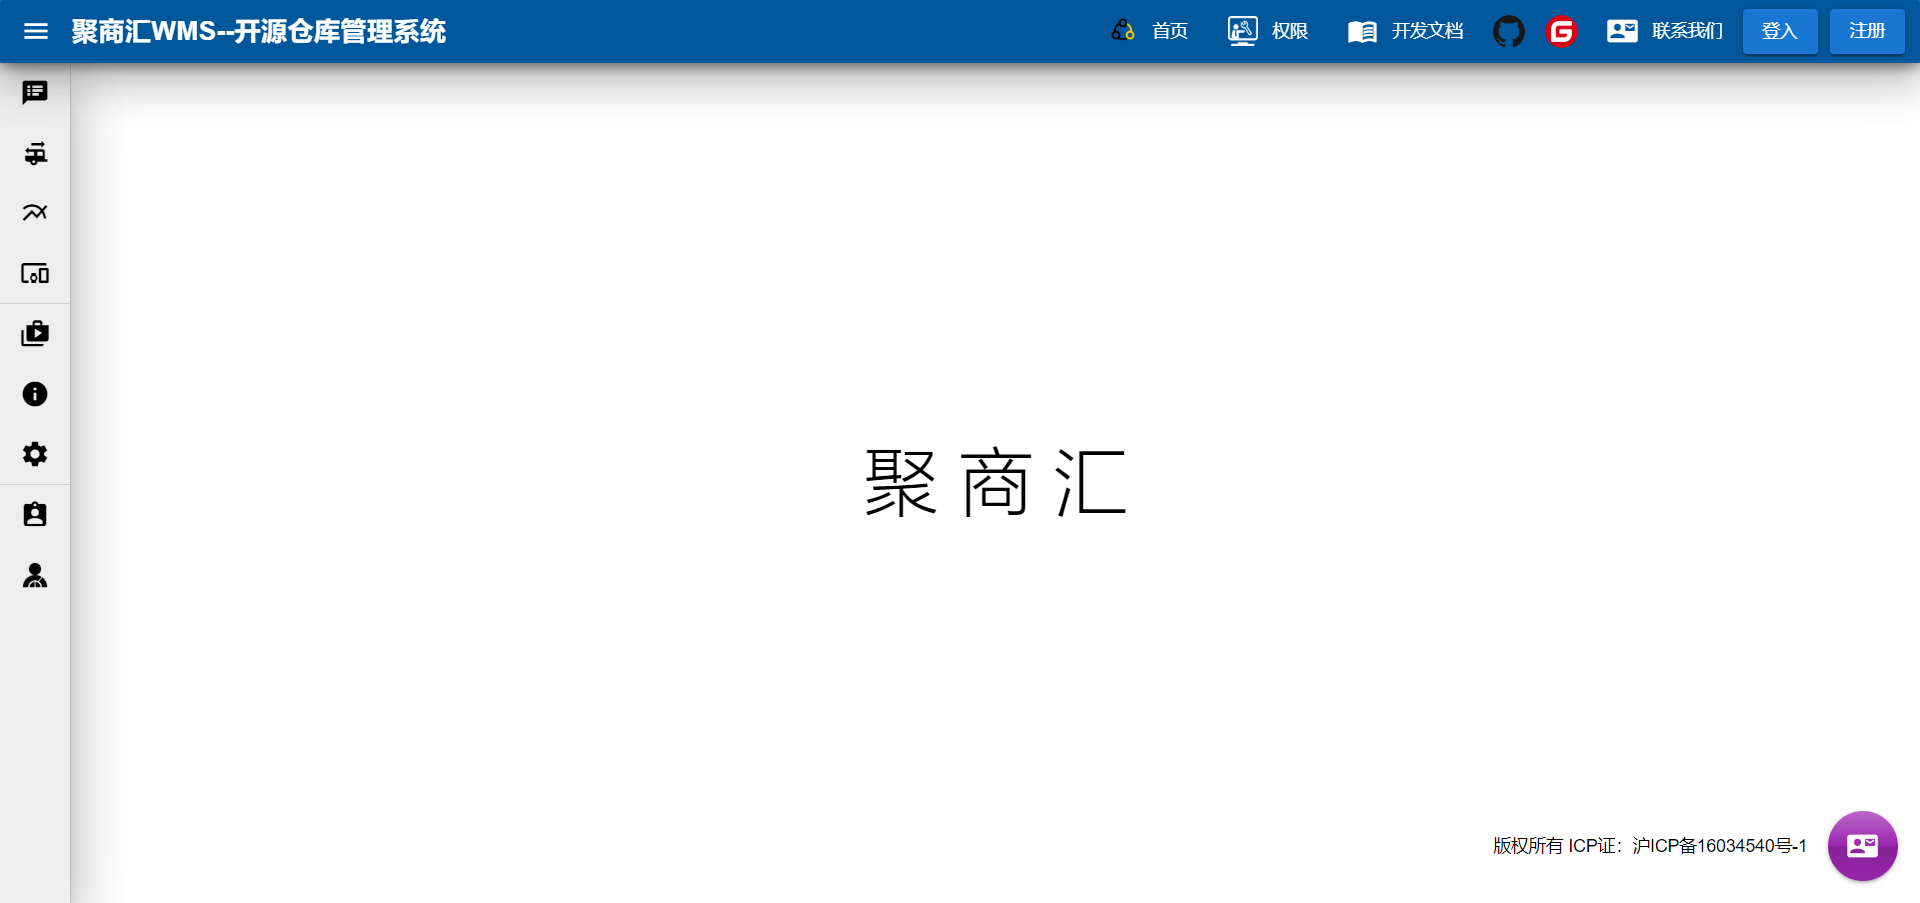 聚商汇WMS--开源仓库管理系统
首页
权限
开发文档
联系我们
登入
注册
聚商汇
版权所有 ICP证：沪ICP备16034540号-1